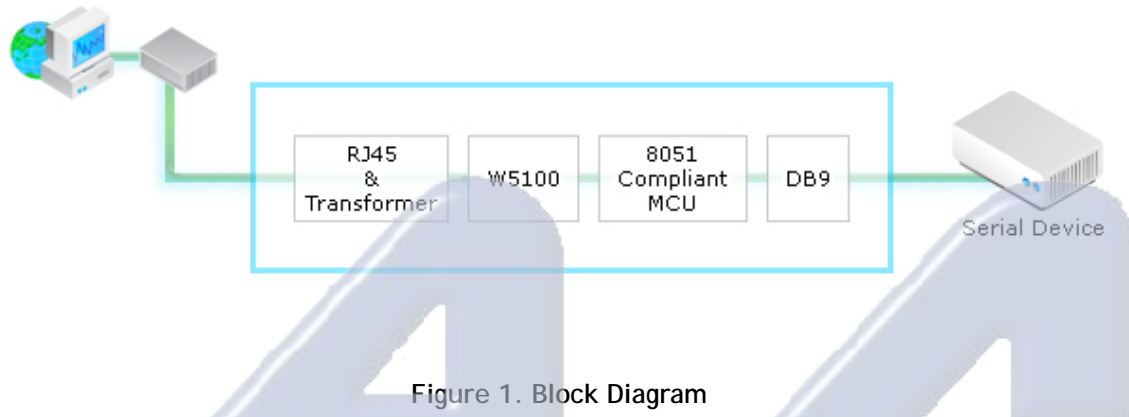 RJ45
&
Transformer
W5100
8051
Compliant
MCU
DB9
Serial Device
Figure 1. Block Diagram